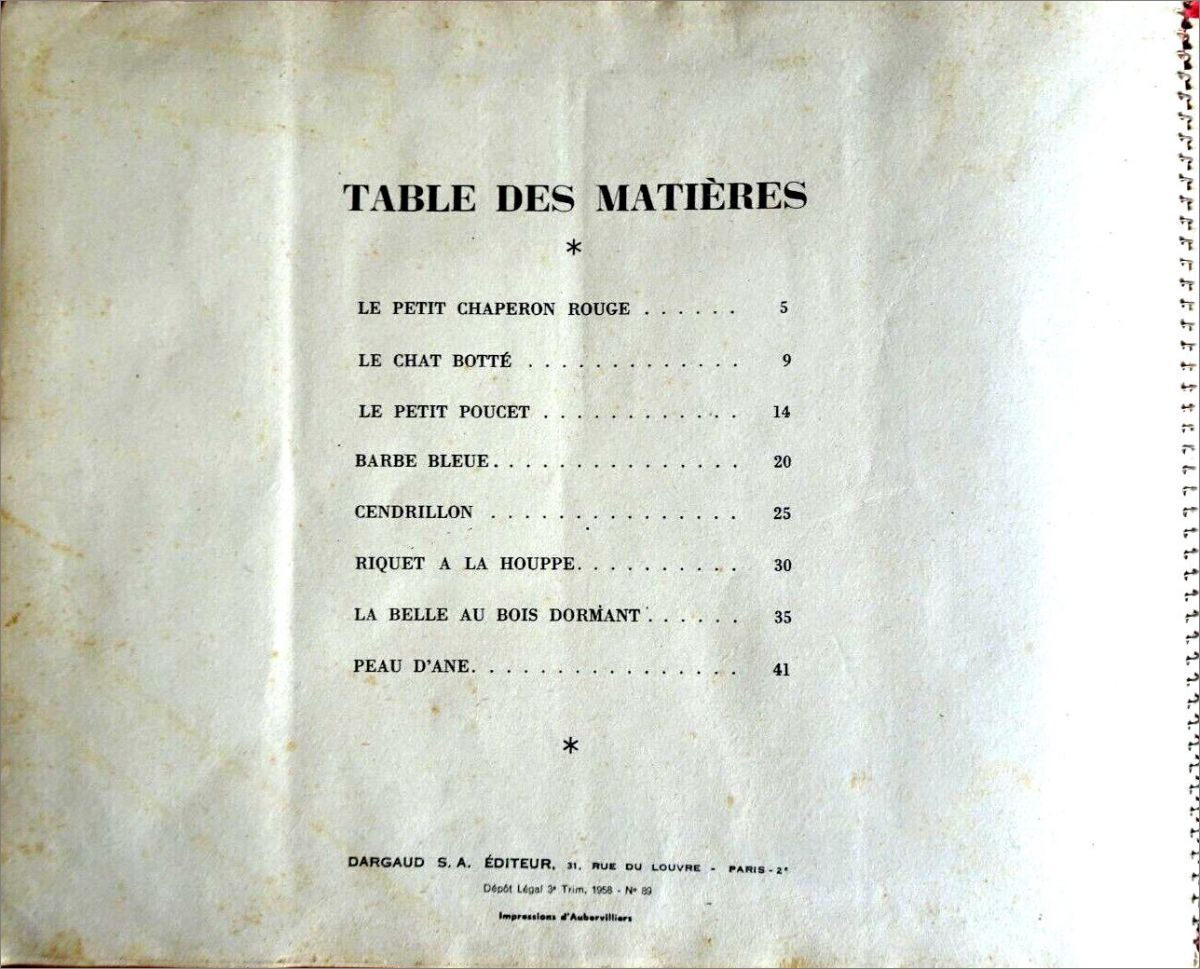 TABLE DES MATIÈRES
*
LE PETIT CHAPERON ROUGE . . . . . . 5
LE CHAT BOTTÉ . . . . . . . . . . . . . 9
LE PETIT POUCET . . . . . . . . . . . . 14
BARBE BLEUE. . . . . . . . . . . . . . . 20
CENDRILLON . . . . . . . . . . . . . . . 25
RIQUET A LA HOUPPE. . . . . . . . . . 30
LA BELLE AU BOIS DORMANT . . . . . . 35
PEAU D'ANE. . . . . . . . . . . . . . . . 41
*
DARGAUD S. A. ÉDITEUR, 31, RUE DU LOUVRE - PARIS-2ᵉ
Dépôt Légal 3ᵉ Trim, 1958 - N° 89
Impressions d'Aubervilliers